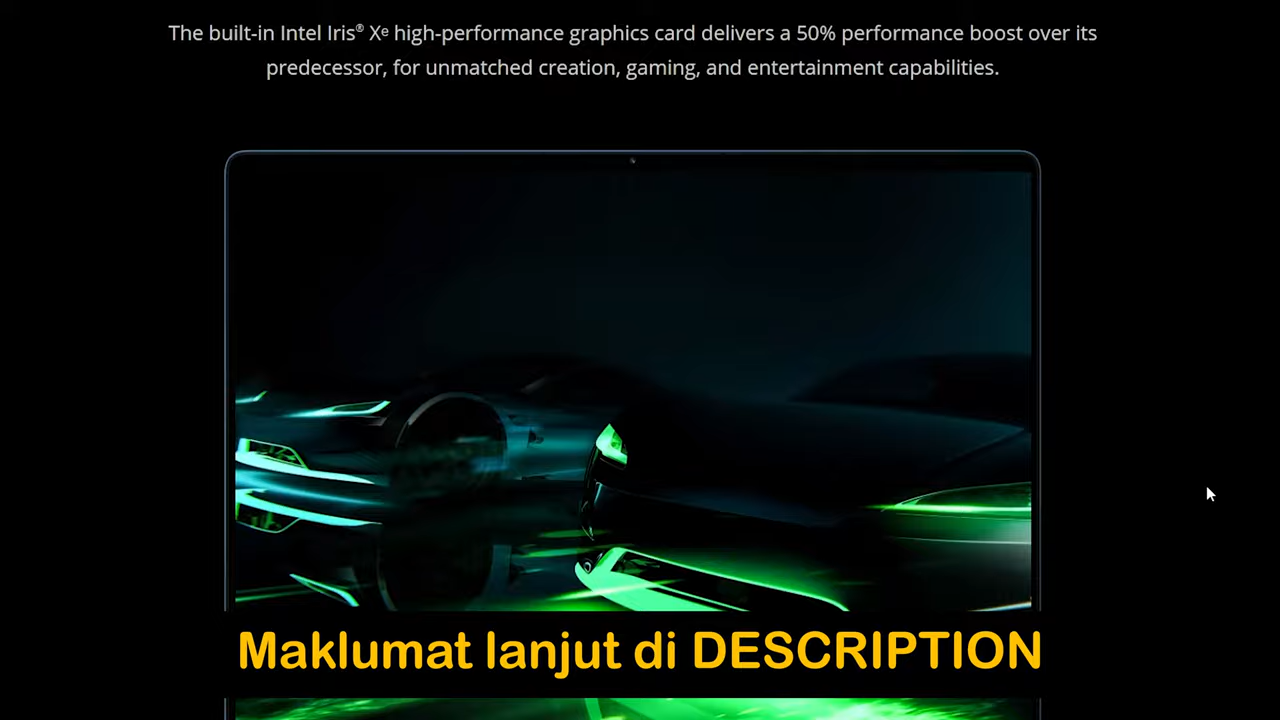 The built-in Intel Iris® Xe high-performance graphics card delivers a 50% performance boost over its
predecessor, for unmatched creation, gaming, and entertainment capabilities.
Maklumat lanjut di DESCRIPTION